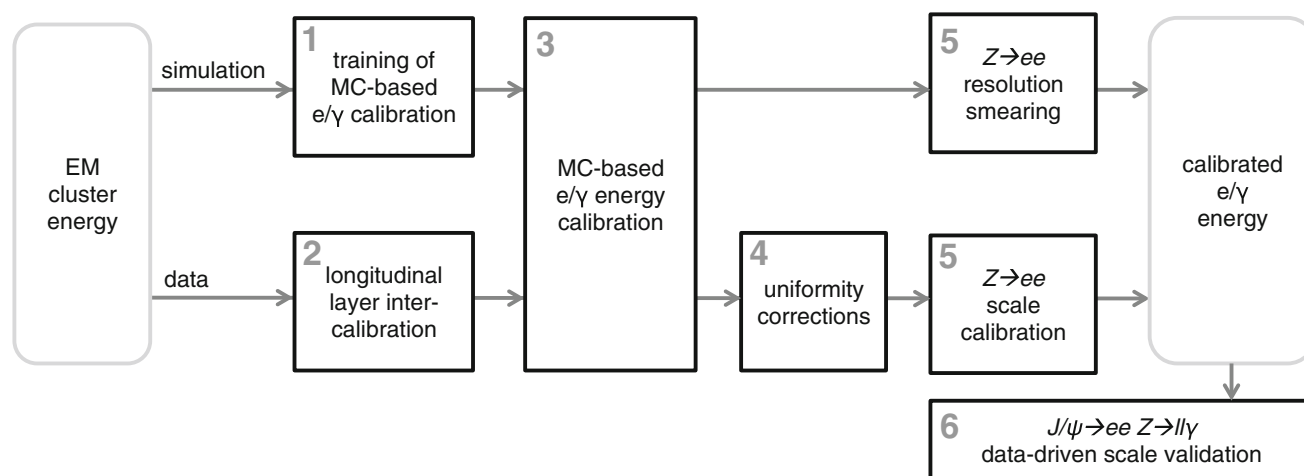 EM
cluster
energy
simulation
data
1
training of
MC-based
e/γ calibration
2
longitudinal
layer inter-
calibration
3
MC-based
e/γ energy
calibration
4
uniformity
corrections
5
Z→ee
resolution
smearing
5
Z→ee
scale
calibration
calibrated
e/γ
energy
6
J/ψ→ee Z→llγ
data-driven scale validation